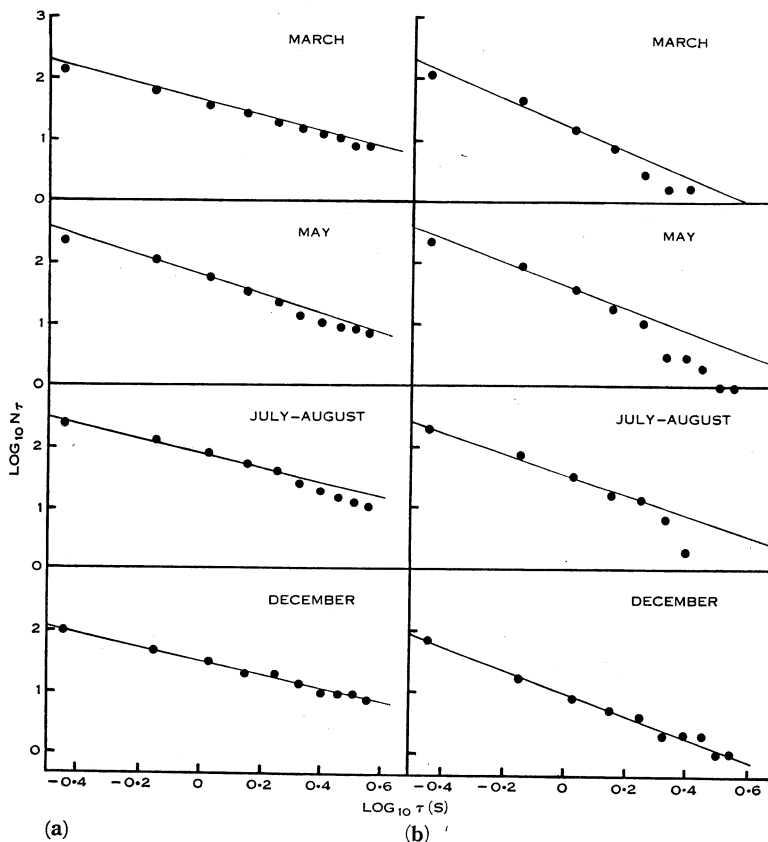 3
2
1
0
MARCH
MARCH
2
1
0
MAY
MAY
LOG10 Nτ
2
1
0
JULY–AUGUST
JULY–AUGUST
2
1
0
DECEMBER
DECEMBER
−0·4 −0·2 0 0·2 0·4 0·6
−0·4 −0·2 0 0·2 0·4 0·6
LOG10 τ (S)
(a)
(b)